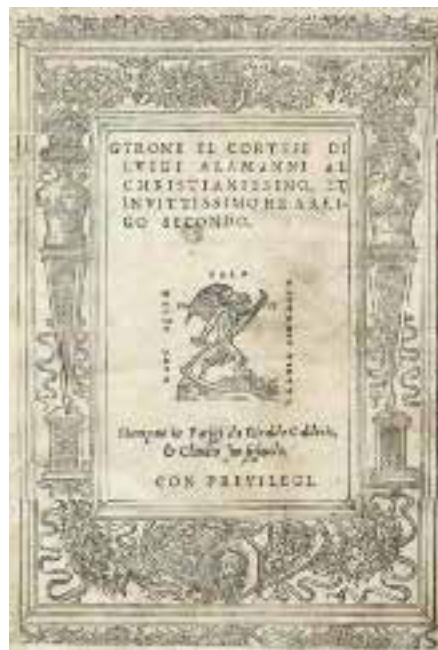 GYRONE IL CORTESE DI
LUIGI ALAMANNI AL
CHRISTIANISSIMO, ET
INVITTISSIMO RE ARRI-
GO SECONDO.
Stampato in Parigi da Rinaldo Calderio,
& Claudio suo figliuolo.
CON PRIVILEGI.